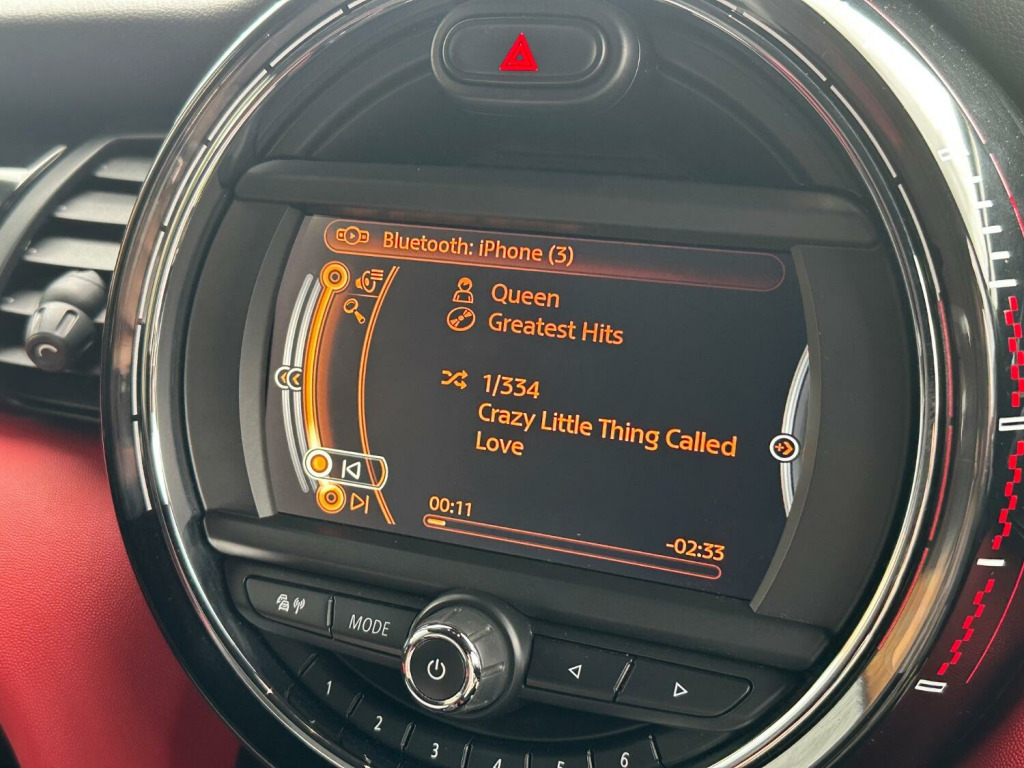 Bluetooth: iPhone (3)
Queen
Greatest Hits
1/334
Crazy Little Thing Called
Love
00:11
-02:33
MODE
1
2
3
4
5
6